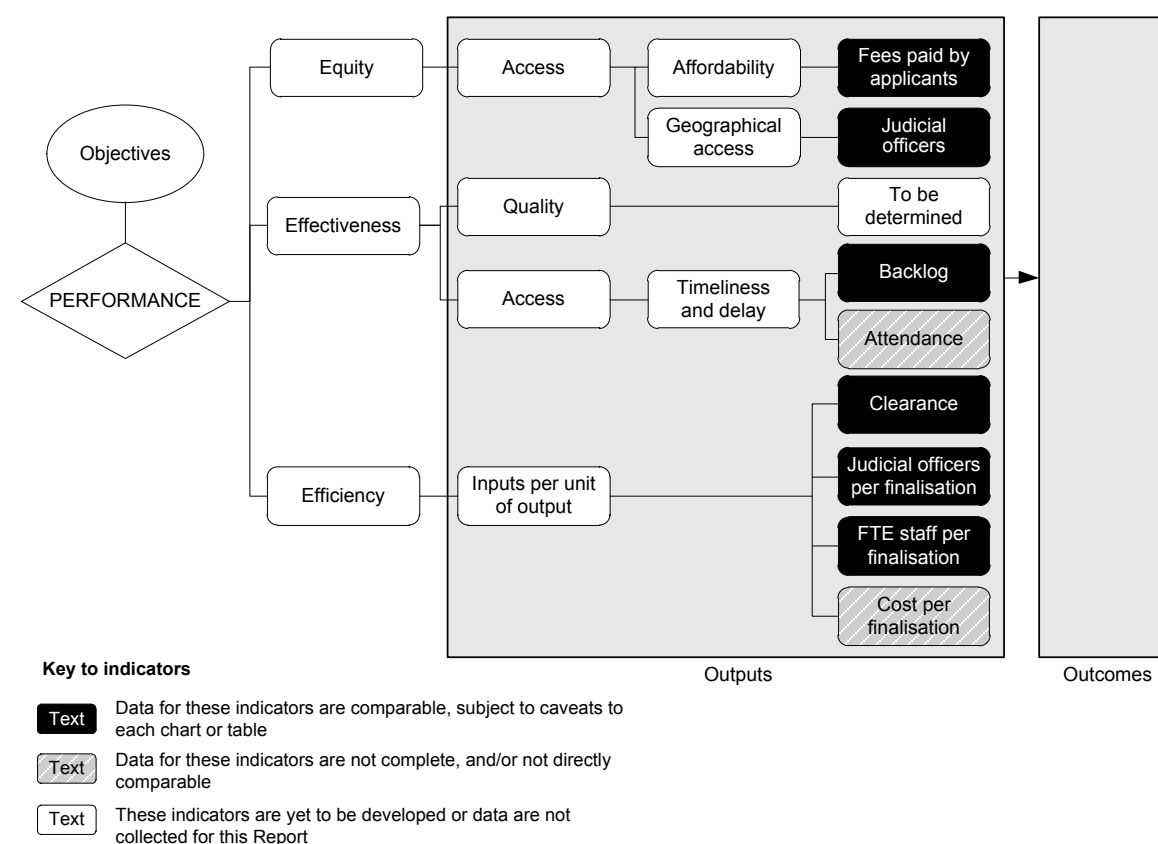 Objectives
PERFORMANCE
Equity
Access
Affordability
Fees paid by
applicants
Geographical
access
Judicial
officers
Effectiveness
Quality
To be
determined
Access
Timeliness
and delay
Backlog
Attendance
Efficiency
Inputs per unit
of output
Clearance
Judicial officers
per finalisation
FTE staff per
finalisation
Cost per
finalisation
Outputs
Outcomes
Key to indicators
Text
Data for these indicators are comparable, subject to caveats to
each chart or table
Text
Data for these indicators are not complete, and/or not directly
comparable
Text
These indicators are yet to be developed or data are not
collected for this Report